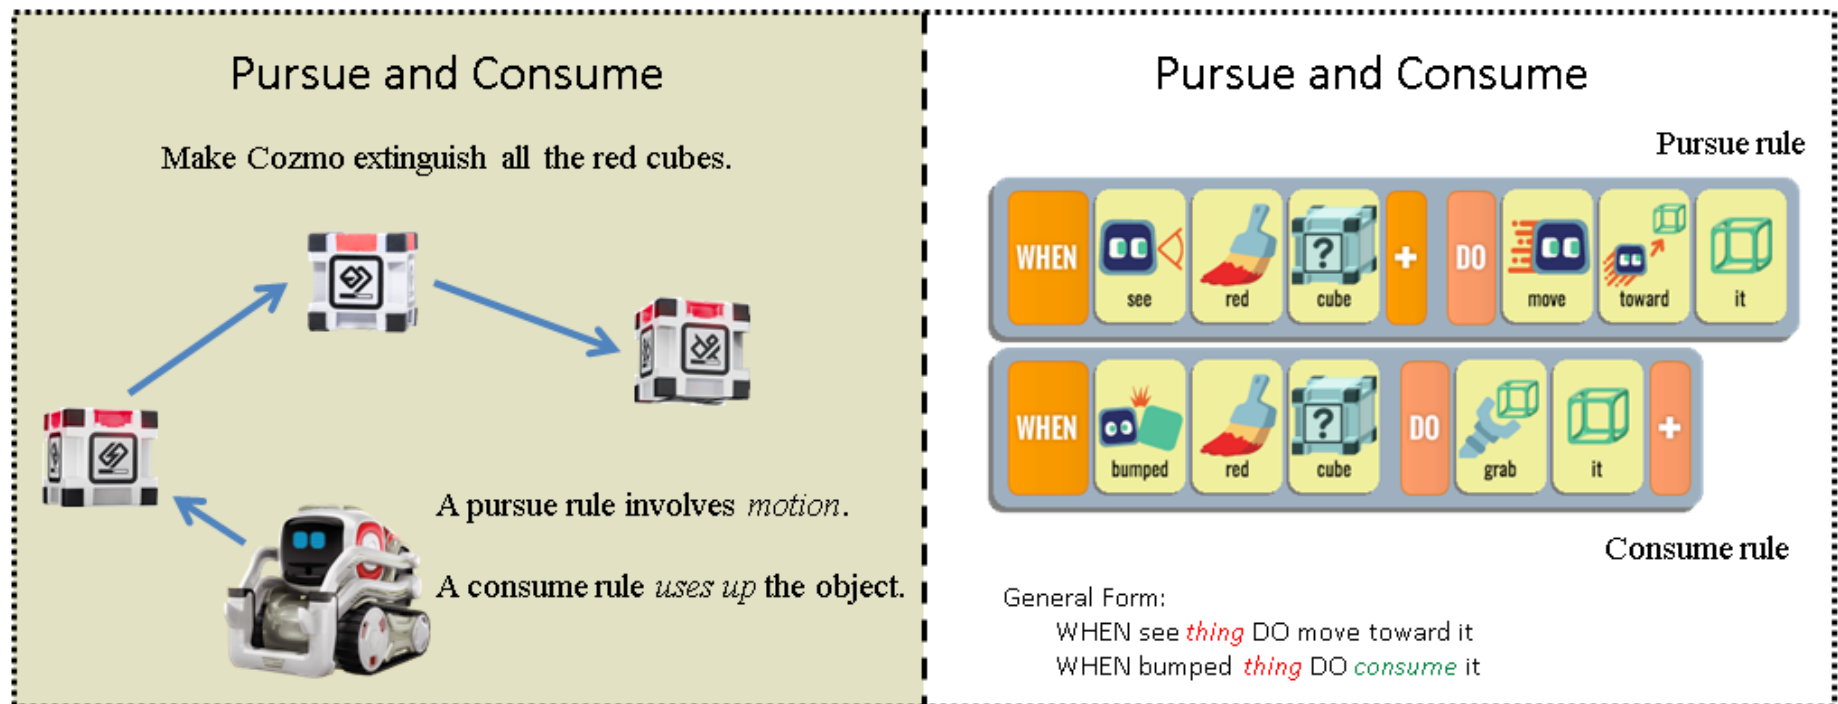 Pursue and Consume
Make Cozmo extinguish all the red cubes.
A pursue rule involves motion.
A consume rule uses up the object.
Pursue and Consume
Pursue rule
WHEN see red cube + DO move toward it
WHEN bumped red cube DO grab it +
Consume rule
General Form:
WHEN see thing DO move toward it
WHEN bumped thing DO consume it